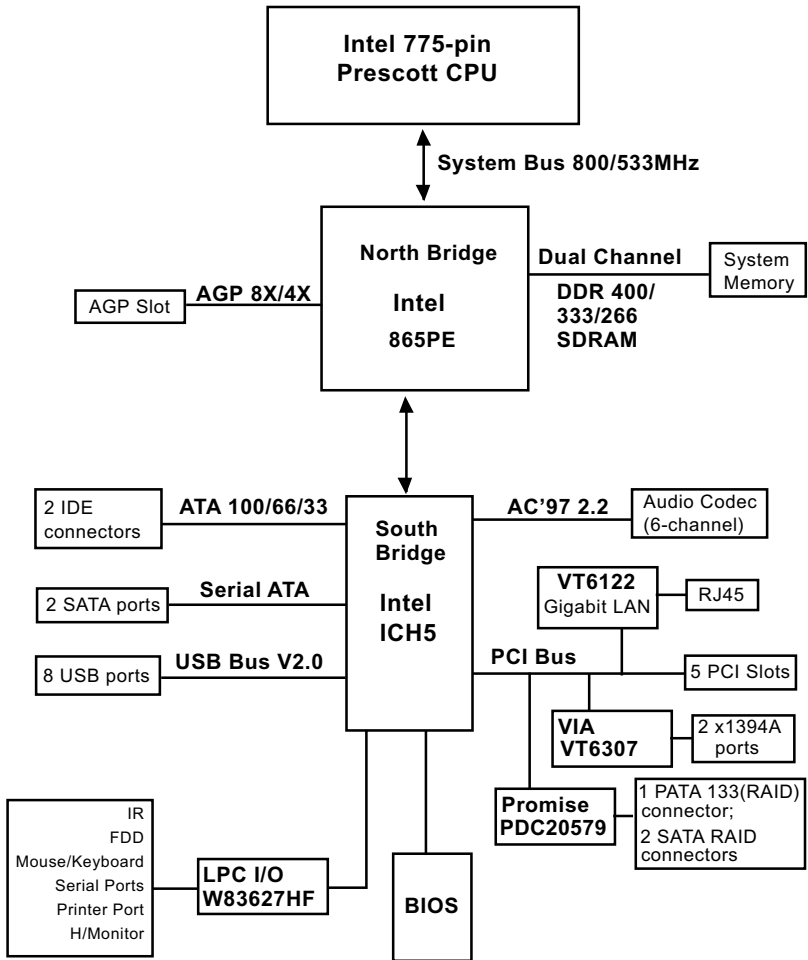 Intel 775-pin
Prescott CPU
System Bus 800/533MHz
North Bridge
Intel
865PE
Dual Channel
DDR 400/
333/266
SDRAM
System
Memory
AGP Slot
AGP 8X/4X
2 IDE
connectors
ATA 100/66/33
South
Bridge
Intel
ICH5
AC'97 2.2
Audio Codec
(6-channel)
VT6122
Gigabit LAN
RJ45
2 SATA ports
Serial ATA
8 USB ports
USB Bus V2.0
PCI Bus
5 PCI Slots
VIA
VT6307
2 x1394A
ports
Promise
PDC20579
1 PATA 133(RAID)
connector;
2 SATA RAID
connectors
IR
FDD
Mouse/Keyboard
Serial Ports
Printer Port
H/Monitor
LPC I/O
W83627HF
BIOS